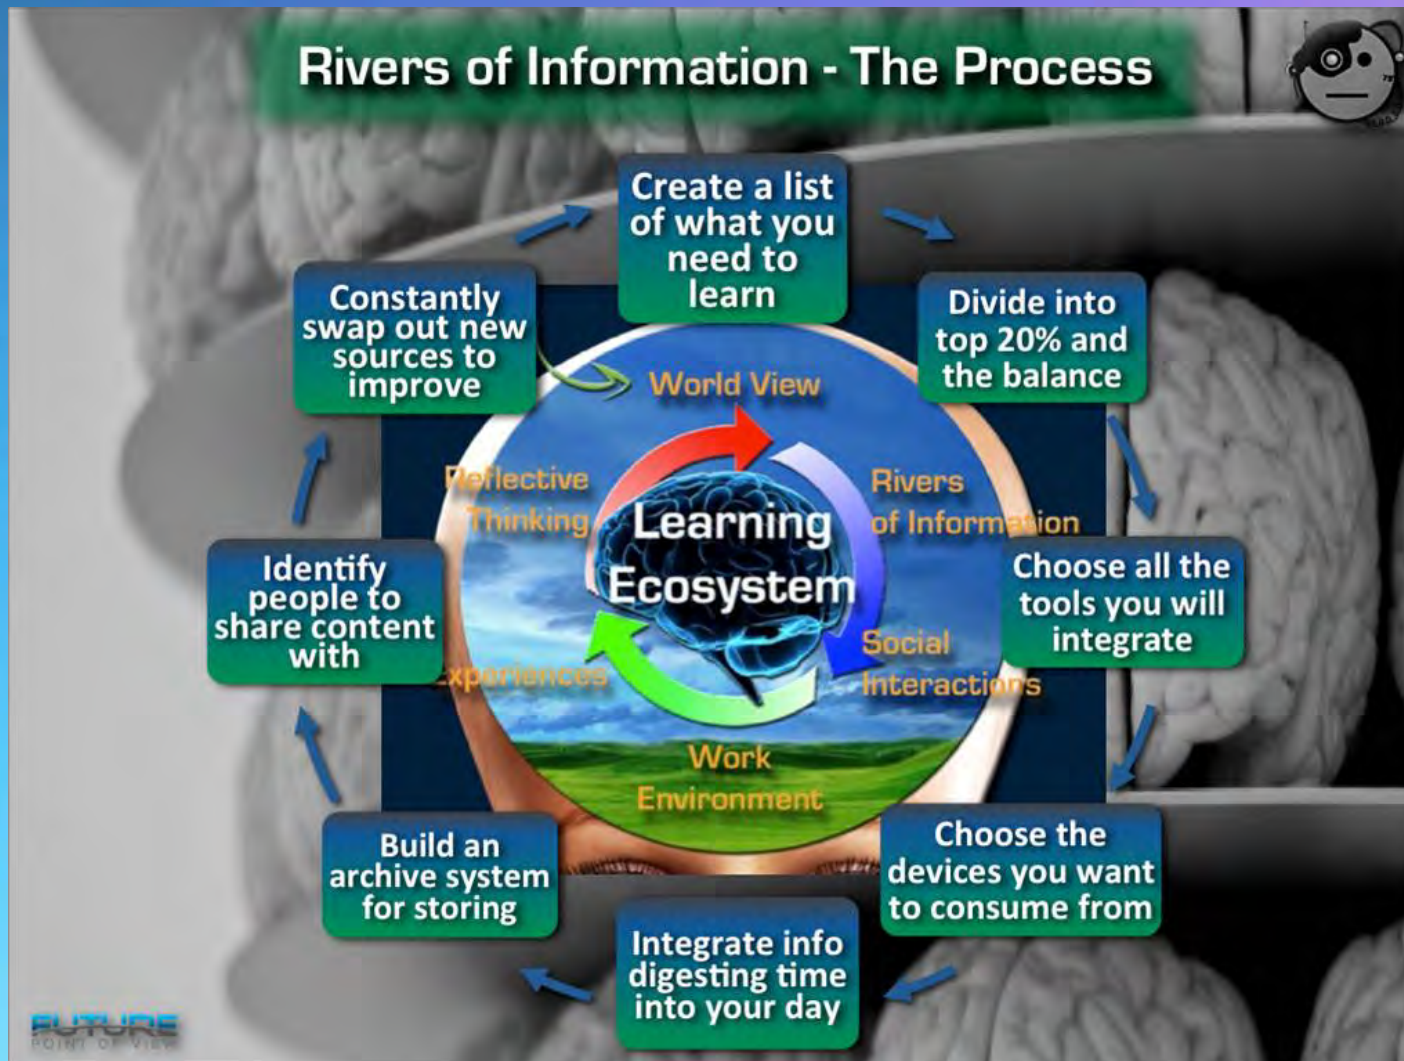 Rivers of Information - The Process
Create a list
of what you
need to
learn
Divide into
top 20% and
the balance
Choose all the
tools you will
integrate
Choose the
devices you want
to consume from
Integrate info
digesting time
into your day
Build an
archive system
for storing
Identify
people to
share content
with
Constantly
swap out new
sources to
improve
World View
Rivers
of Information
Social
Interactions
Work
Environment
Experiences
Reflective
Thinking
Learning
Ecosystem
FUTURE
POINT OF VIEW